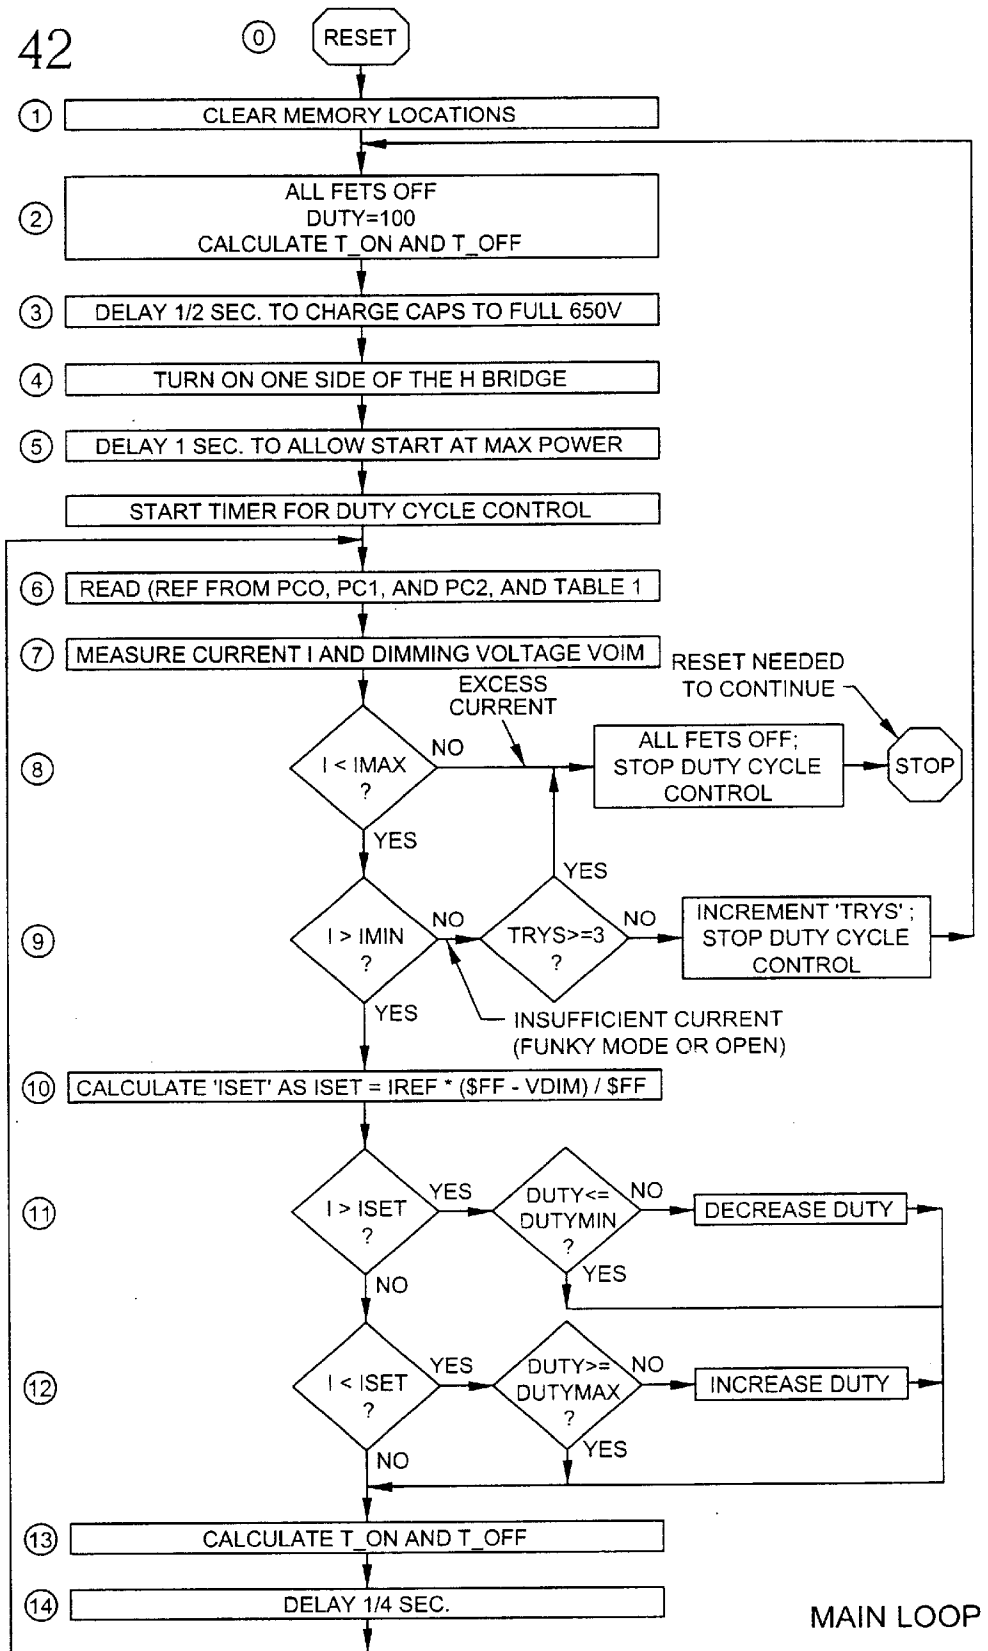 42
0
RESET
1
CLEAR MEMORY LOCATIONS
2
ALL FETS OFF
DUTY=100
CALCULATE T_ON AND T_OFF
3
DELAY 1/2 SEC. TO CHARGE CAPS TO FULL 650V
4
TURN ON ONE SIDE OF THE H BRIDGE
5
DELAY 1 SEC. TO ALLOW START AT MAX POWER
START TIMER FOR DUTY CYCLE CONTROL
6
READ (REF FROM PCO, PC1, AND PC2, AND TABLE 1
7
MEASURE CURRENT I AND DIMMING VOLTAGE VOIM
8
I < IMAX
?
NO
YES
EXCESS
CURRENT
ALL FETS OFF;
STOP DUTY CYCLE
CONTROL
RESET NEEDED
TO CONTINUE
STOP
9
I > IMIN
?
NO
YES
TRYS>=3
?
YES
NO
INCREMENT 'TRYS' ;
STOP DUTY CYCLE
CONTROL
INSUFFICIENT CURRENT
(FUNKY MODE OR OPEN)
10
CALCULATE 'ISET' AS ISET = IREF * ($FF - VDIM) / $FF
11
I > ISET
?
YES
NO
DUTY<=
DUTYMIN
?
NO
YES
DECREASE DUTY
12
I < ISET
?
YES
NO
DUTY>=
DUTYMAX
?
NO
YES
INCREASE DUTY
13
CALCULATE T_ON AND T_OFF
14
DELAY 1/4 SEC.
MAIN LOOP